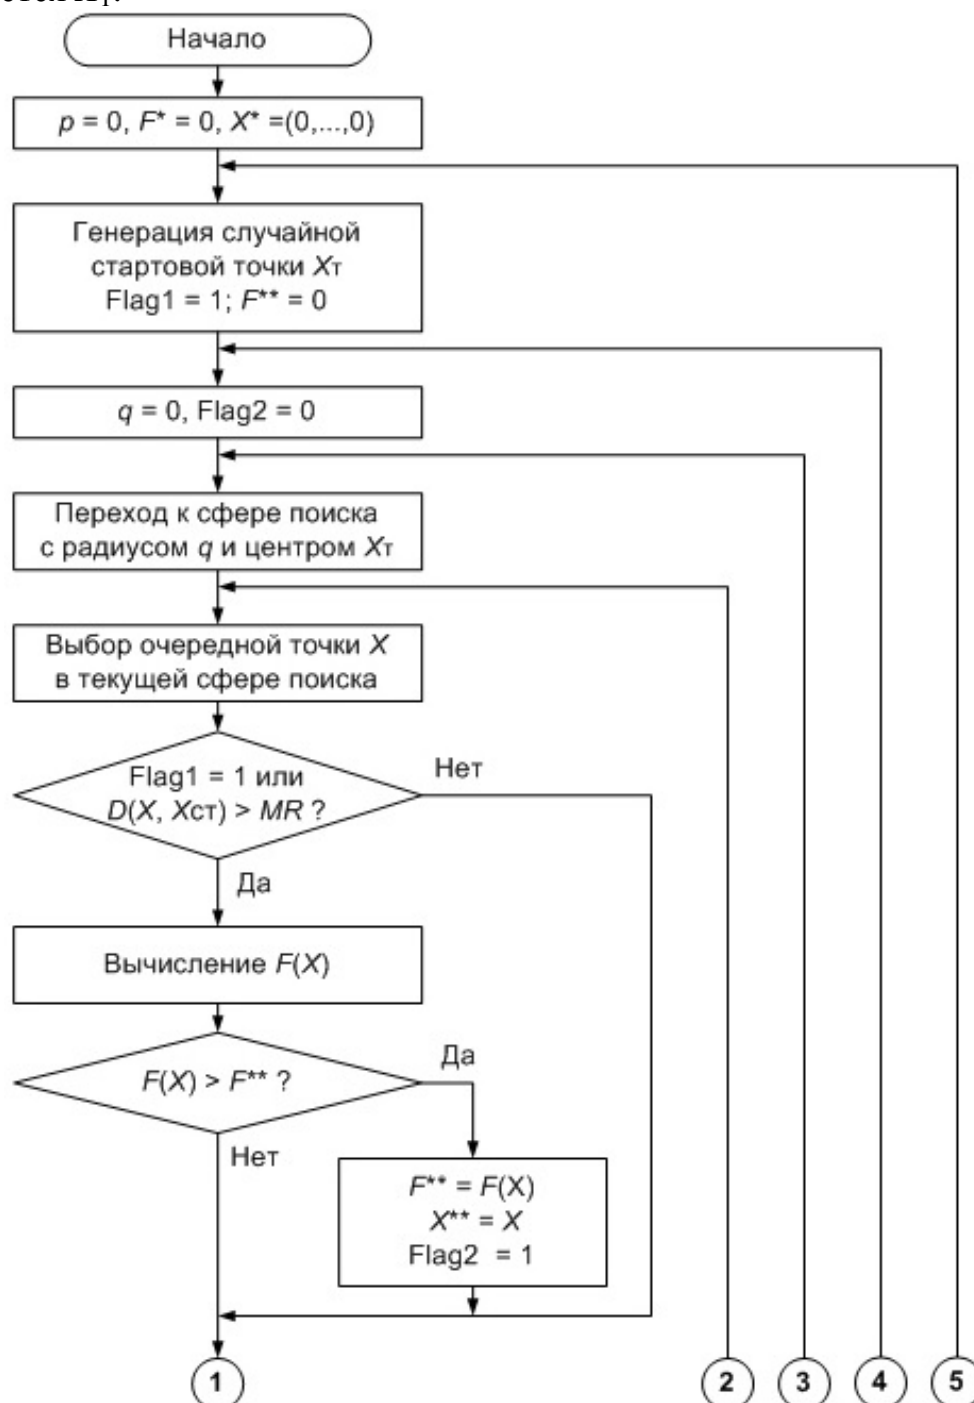 Начало
p = 0, F* = 0, X* =(0,...,0)
Генерация случайной
стартовой точки Xт
Flag1 = 1; F** = 0
q = 0, Flag2 = 0
Переход к сфере поиска
с радиусом q и центром Xт
Выбор очередной точки X
в текущей сфере поиска
Flag1 = 1 или
D(X, Xст) > MR ?
Нет
Да
Вычисление F(X)
F(X) > F** ?
Да
Нет
F** = F(X)
X** = X
Flag2 = 1
1
2
3
4
5